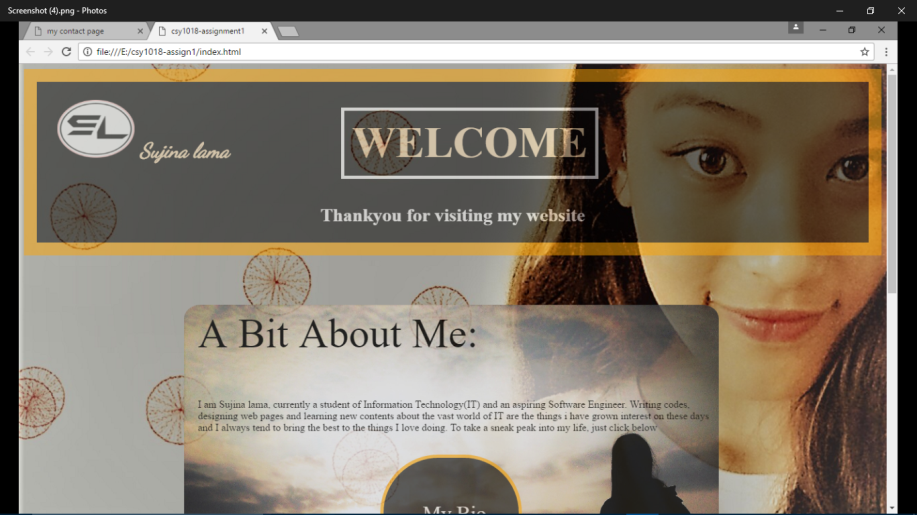 Screenshot (4).png - Photos
my contact page
csy1018-assignment1
file:///E:/csy1018-assign1/index.html
SL
Sujina lama
WELCOME
Thankyou for visiting my website
A Bit About Me:
I am Sujina lama, currently a student of Information Technology(IT) and an aspiring Software Engineer. Writing codes,
designing web pages and learning new contents about the vast world of IT are the things i have grown interest on these days
and I always tend to bring the best to the things I love doing. To take a sneak peak into my life, just click below
My Bio